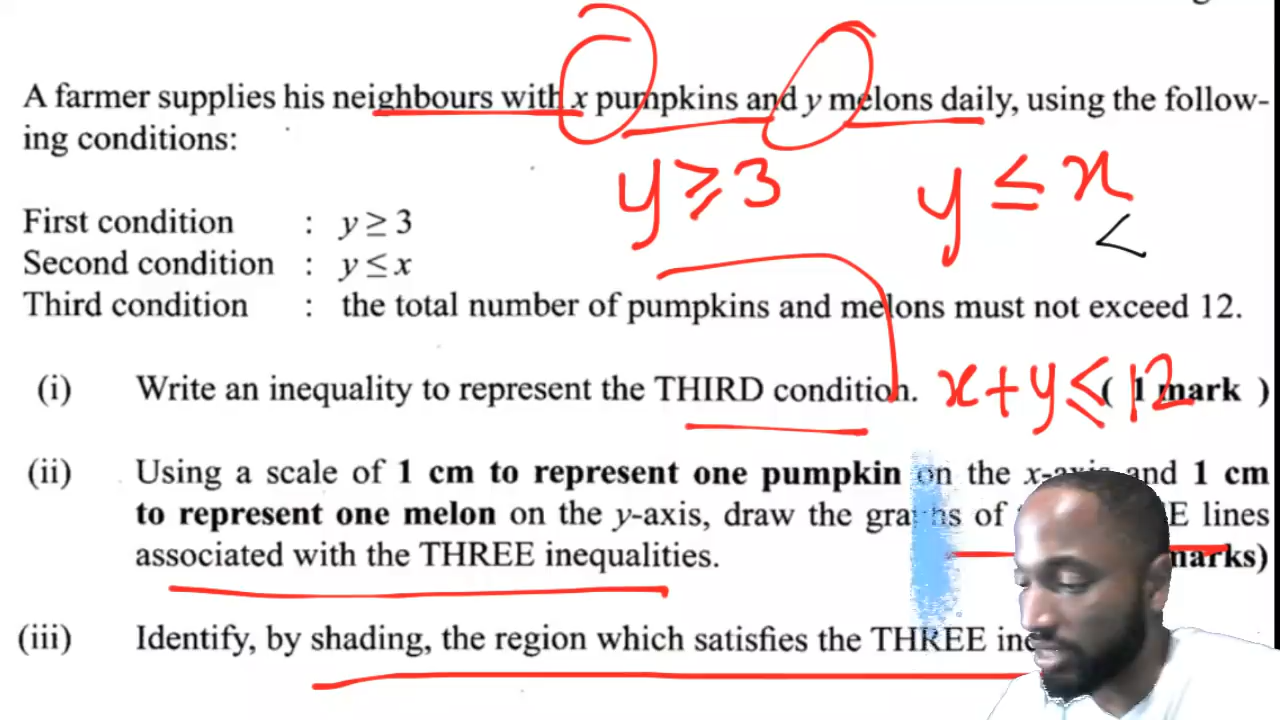 A farmer supplies his neighbours with x pumpkins and y melons daily, using the follow-
ing conditions:
y ≥ 3 y ≤ x
<
First condition : y ≥ 3
Second condition : y ≤ x
Third condition : the total number of pumpkins and melons must not exceed 12.
(i) Write an inequality to represent the THIRD condition. x + y ≤ 12 ( 1 mark )
(ii) Using a scale of 1 cm to represent one pumpkin on the x-axis and 1 cm
to represent one melon on the y-axis, draw the graphs of lines
associated with the THREE inequalities. marks)
(iii) Identify, by shading, the region which satisfies the THREE